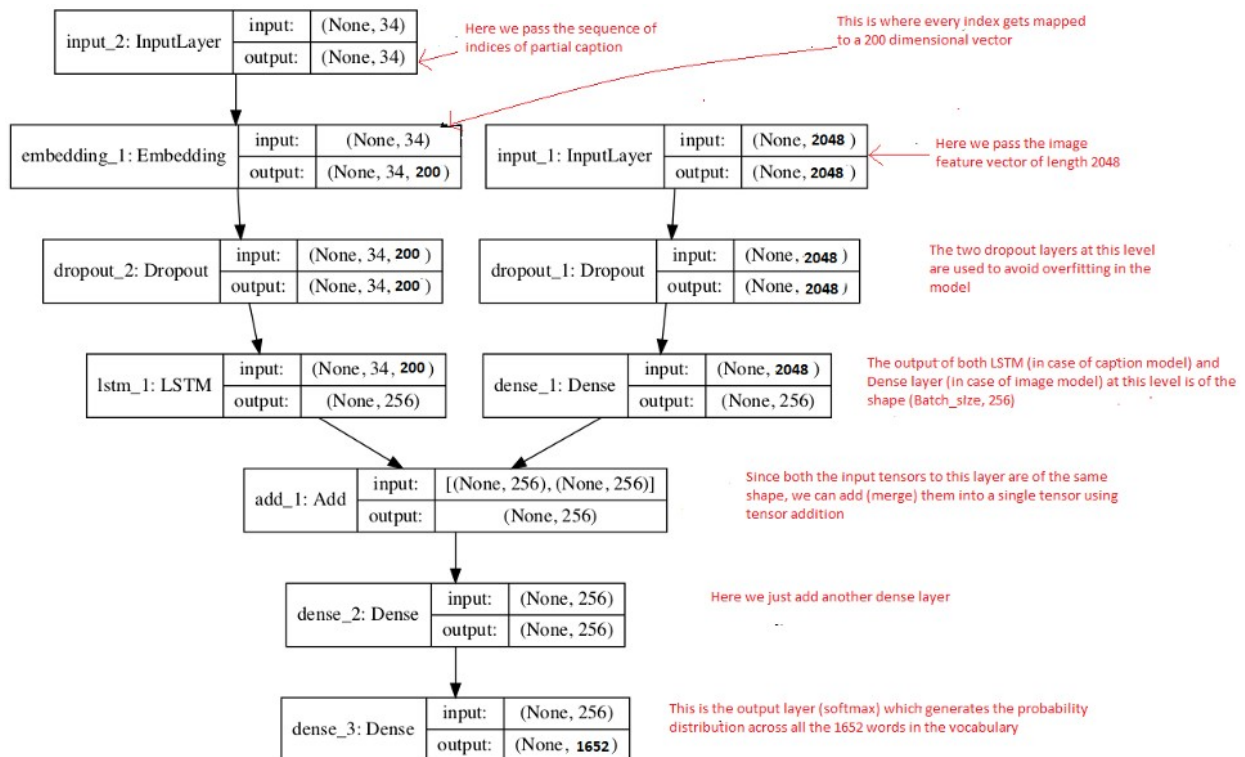 input_2: InputLayer
input: (None, 34)
output: (None, 34)
Here we pass the sequence of
indices of partial caption
This is where every index gets mapped
to a 200 dimensional vector
embedding_1: Embedding
input: (None, 34)
output: (None, 34, 200)
input_1: InputLayer
input: (None, 2048)
output: (None, 2048)
Here we pass the image
feature vector of length 2048
dropout_2: Dropout
input: (None, 34, 200)
output: (None, 34, 200)
dropout_1: Dropout
input: (None, 2048)
output: (None, 2048)
The two dropout layers at this level
are used to avoid overfitting in the
model
lstm_1: LSTM
input: (None, 34, 200)
output: (None, 256)
dense_1: Dense
input: (None, 2048)
output: (None, 256)
The output of both LSTM (in case of caption model) and
Dense layer (in case of image model) at this level is of the
shape (Batch_size, 256)
add_1: Add
input: [(None, 256), (None, 256)]
output: (None, 256)
Since both the input tensors to this layer are of the same
shape, we can add (merge) them into a single tensor using
tensor addition
dense_2: Dense
input: (None, 256)
output: (None, 256)
Here we just add another dense layer
dense_3: Dense
input: (None, 256)
output: (None, 1652)
This is the output layer (softmax) which generates the probability
distribution across all the 1652 words in the vocabulary